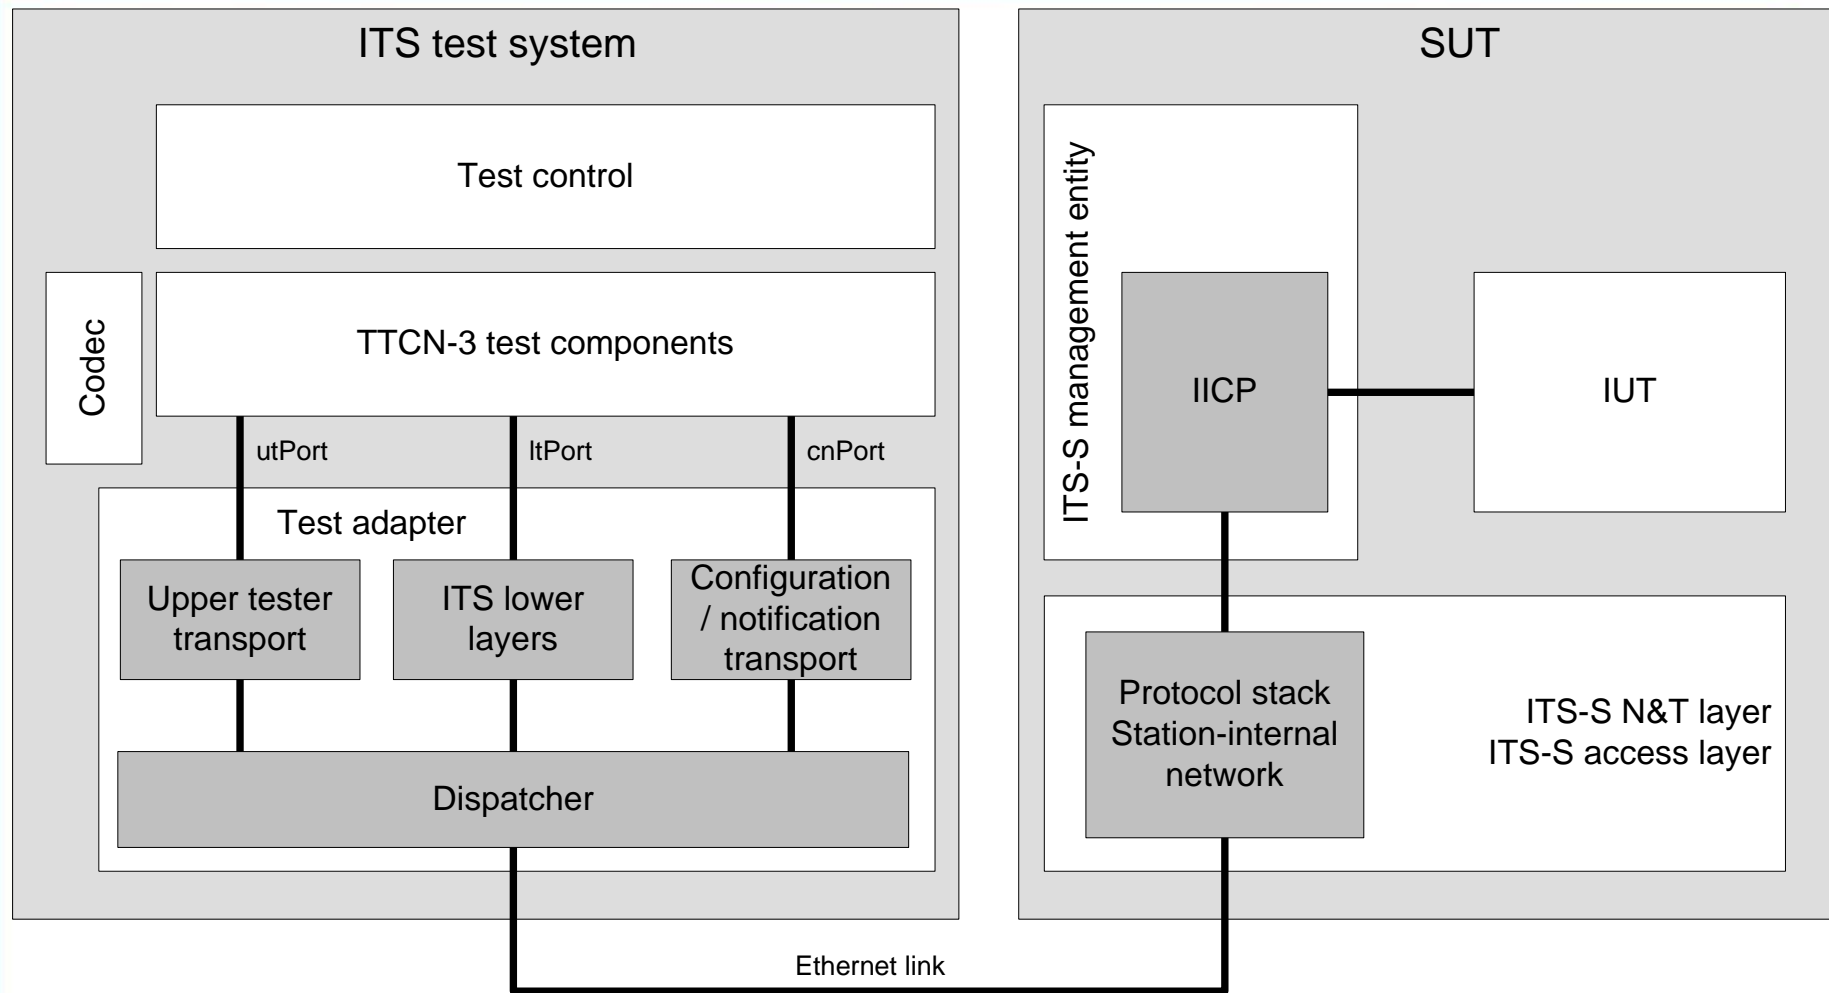 ITS test system
Test control
Codec
TTCN-3 test components
utPort
ltPort
cnPort
Test adapter
Upper tester
transport
ITS lower
layers
Configuration
/ notification
transport
Dispatcher
Ethernet link
SUT
ITS-S management entity
IICP
IUT
Protocol stack
Station-internal
network
ITS-S N&T layer
ITS-S access layer